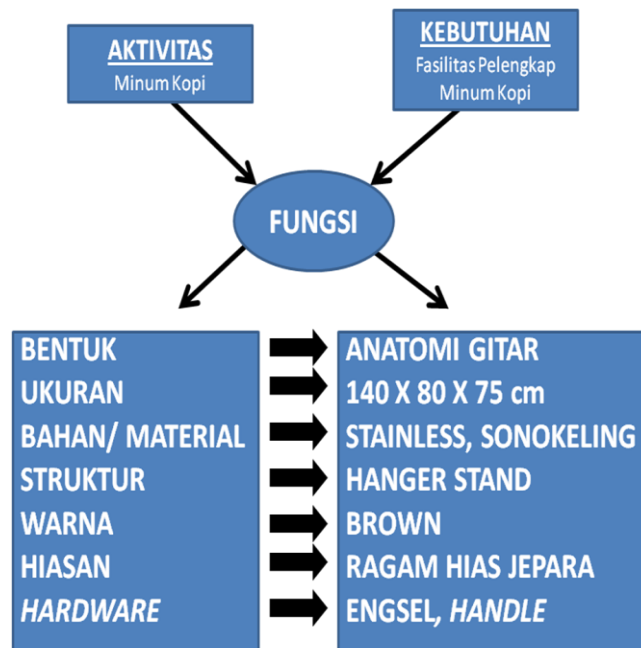 AKTIVITAS
Minum Kopi
KEBUTUHAN
Fasilitas Pelengkap
Minum Kopi
FUNGSI
BENTUK
UKURAN
BAHAN/ MATERIAL
STRUKTUR
WARNA
HIASAN
HARDWARE
ANATOMI GITAR
140 X 80 X 75 cm
STAINLESS, SONOKELING
HANGER STAND
BROWN
RAGAM HIAS JEPARA
ENGSEL, HANDLE